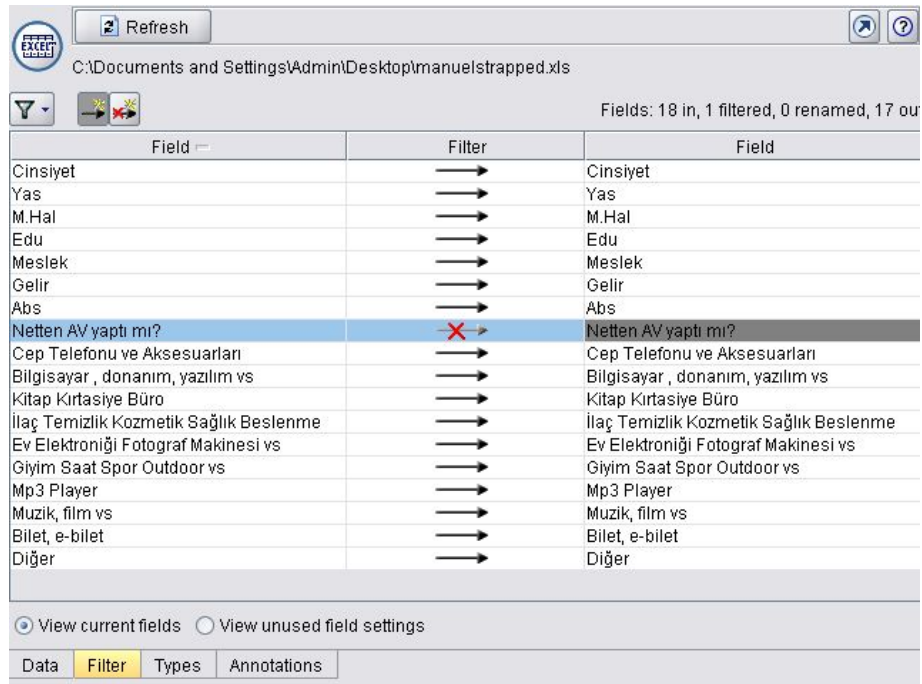 Refresh
EXCEL
C:\Documents and Settings\Admin\Desktop\manuelstrapped.xls
Fields: 18 in, 1 filtered, 0 renamed, 17 out
Field Filter Field
Cinsiyet Cinsiyet
Yas Yas
M.Hal M.Hal
Edu Edu
Meslek Meslek
Gelir Gelir
Abs Abs
Netten AV yaptı mı? Netten AV yaptı mı?
Cep Telefonu ve Aksesuarları Cep Telefonu ve Aksesuarları
Bilgisayar , donanım, yazılım vs Bilgisayar , donanım, yazılım vs
Kitap Kırtasiye Büro Kitap Kırtasiye Büro
İlaç Temizlik Kozmetik Sağlık Beslenme İlaç Temizlik Kozmetik Sağlık Beslenme
Ev Elektroniği Fotograf Makinesi vs Ev Elektroniği Fotograf Makinesi vs
Giyim Saat Spor Outdoor vs Giyim Saat Spor Outdoor vs
Mp3 Player Mp3 Player
Muzik, film vs Muzik, film vs
Bilet, e-bilet Bilet, e-bilet
Diğer Diğer
View current fields View unused field settings
Data Filter Types Annotations